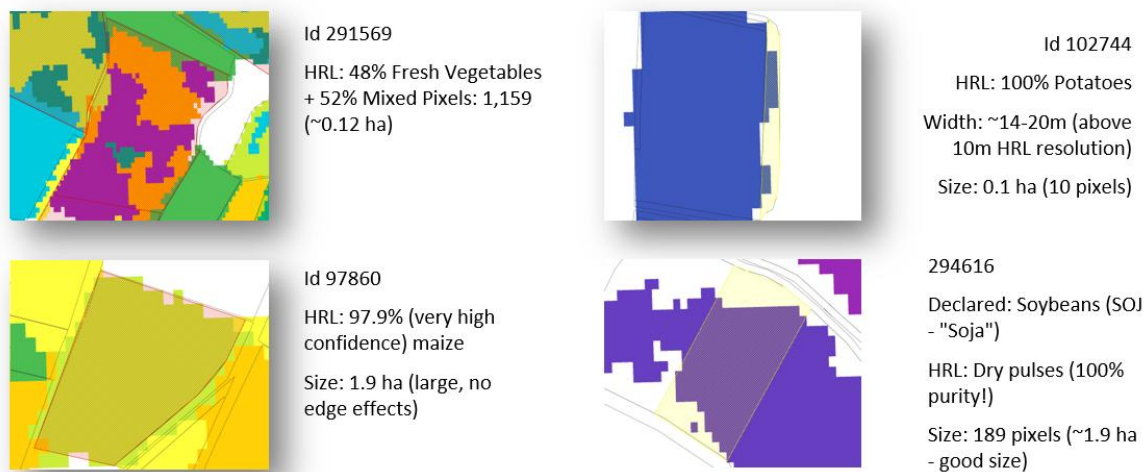 Id 291569
HRL: 48% Fresh Vegetables
+ 52% Mixed Pixels: 1,159
(~0.12 ha)
Id 102744
HRL: 100% Potatoes
Width: ~14-20m (above
10m HRL resolution)
Size: 0.1 ha (10 pixels)
Id 97860
HRL: 97.9% (very high
confidence) maize
Size: 1.9 ha (large, no
edge effects)
294616
Declared: Soybeans (SOJ
- "Soja")
HRL: Dry pulses (100%
purity!)
Size: 189 pixels (~1.9 ha
- good size)